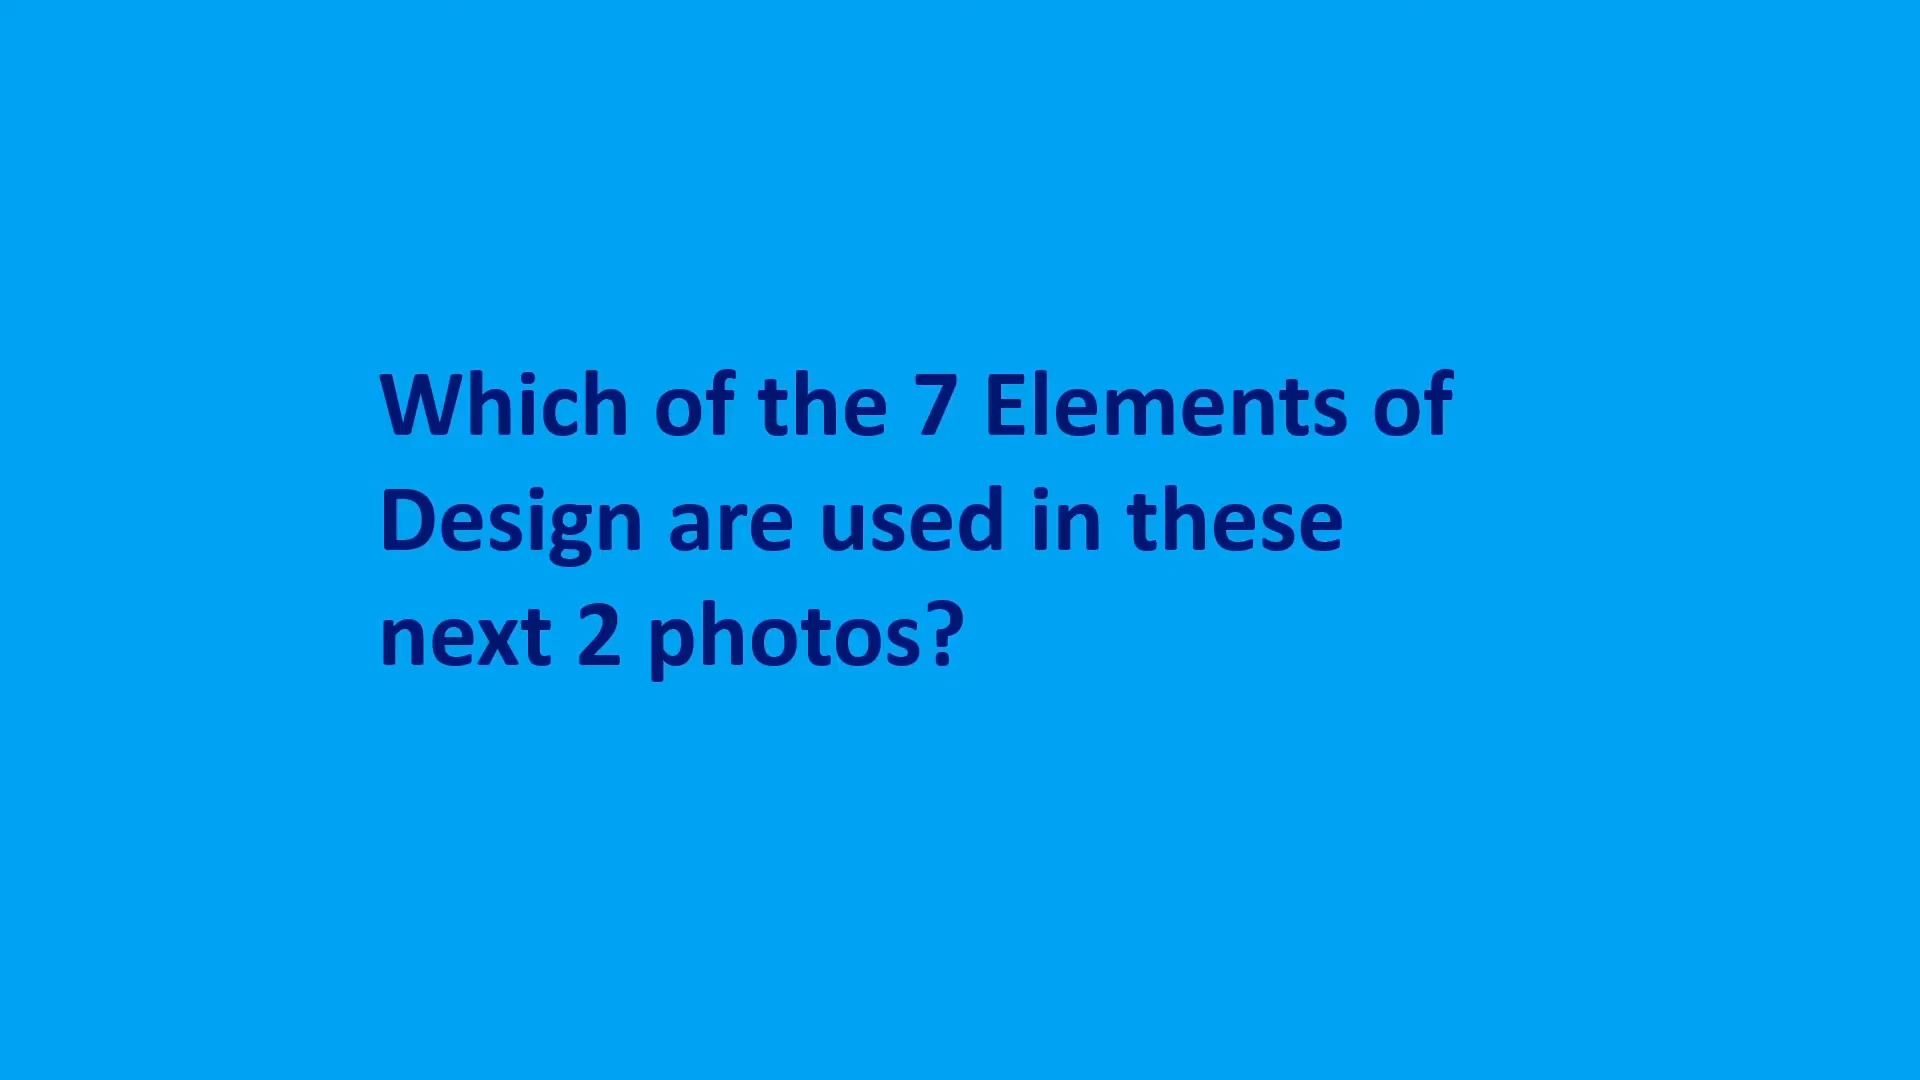 Which of the 7 Elements of
Design are used in these
next 2 photos?